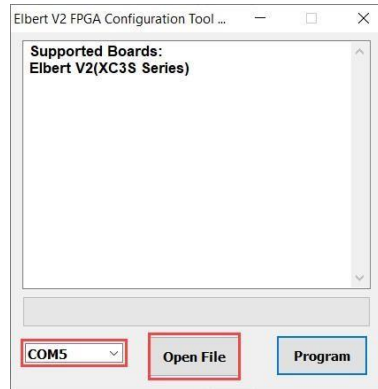 Elbert V2 FPGA Configuration Tool ...
Supported Boards:
Elbert V2(XC3S Series)
COM5
Open File
Program